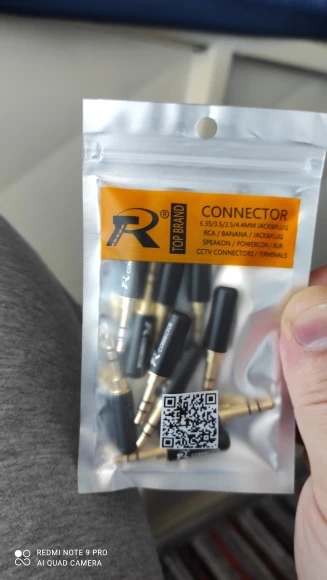 R®
TOP BRAND
CONNECTOR
6.35/3.5/2.5/4.4MM JACK&PLUG
RCA / BANANA / JACK&PLUG
SPEAKON / POWERCON / XLR
CCTV CONNECTORS / TERMINALS
REDMI NOTE 9 PRO
AI QUAD CAMERA